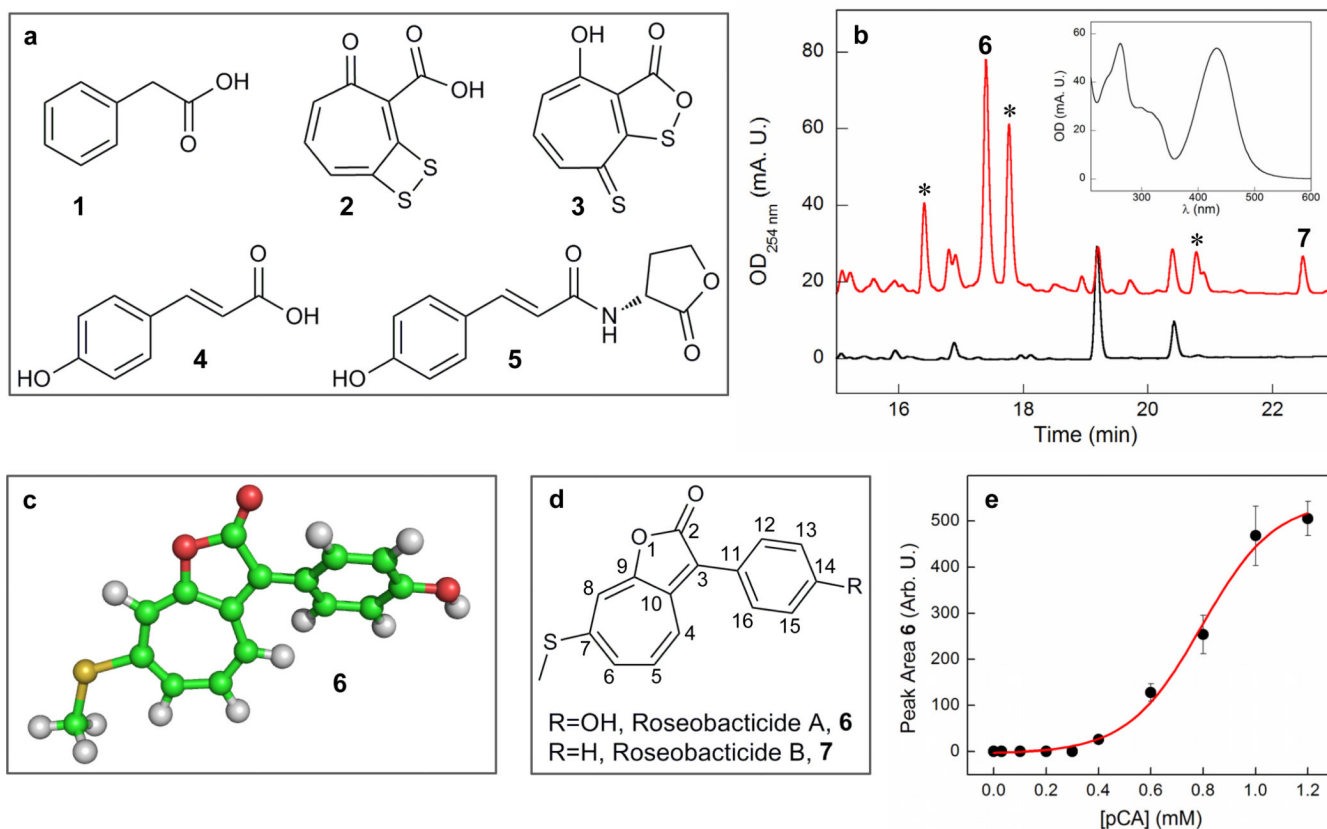 a
O
OH
1
O
O
OH
S
S
2
OH
O
O
S
S
3
HO
O
OH
4
HO
O
N
H
O
O
5
b
OD254 nm (mA. U.)
80
60
40
20
0
16
18
20
22
Time (min)
6
*
*
*
7
OD (mA. U.)
60
40
20
0
300
400
500
600
λ (nm)
c
6
d
O
O
1
2
3
4
5
6
7
8
9
10
11
12
13
14
15
16
R
S
R=OH, Roseobacticide A, 6
R=H, Roseobacticide B, 7
e
Peak Area 6 (Arb. U.)
500
400
300
200
100
0
0.0
0.2
0.4
0.6
0.8
1.0
1.2
[pCA] (mM)